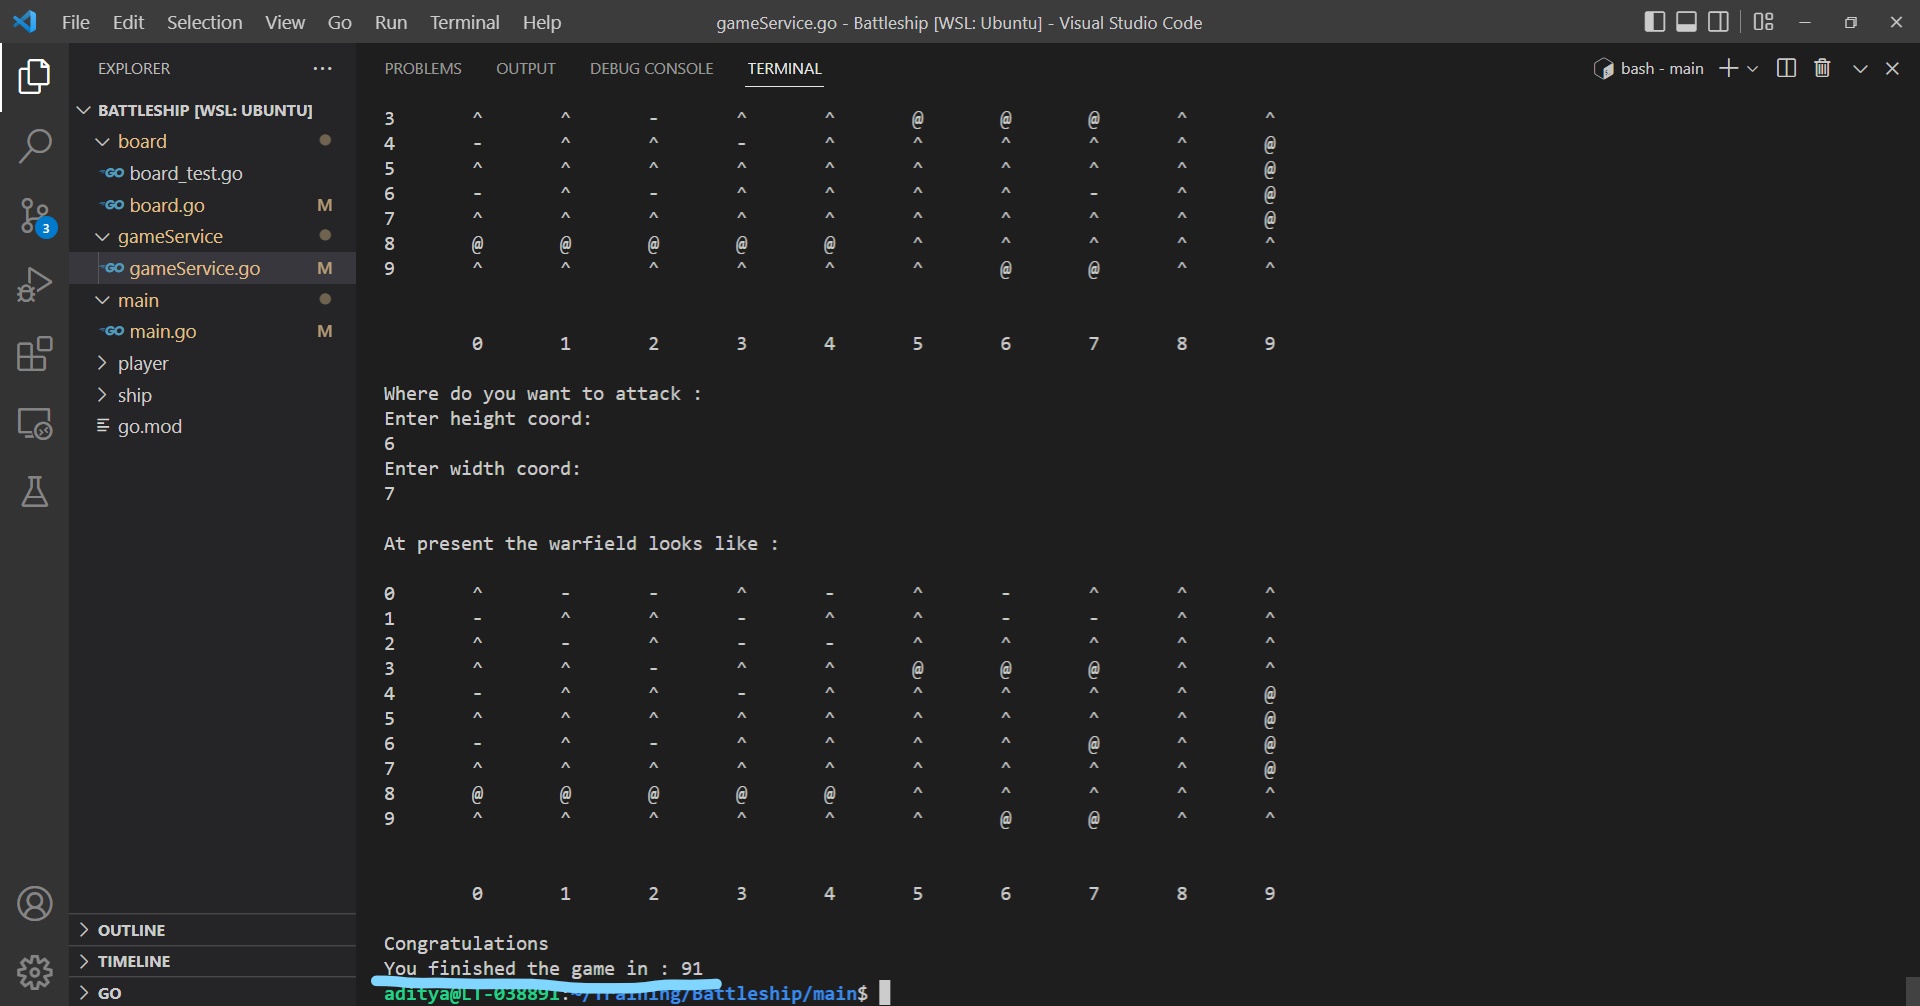 File Edit Selection View Go Run Terminal Help
gameService.go - Battleship [WSL: Ubuntu] - Visual Studio Code
EXPLORER
BATTLESHIP [WSL: UBUNTU]
board
GO board_test.go
GO board.go M
3
gameService
GO gameService.go M
main
GO main.go M
player
ship
go.mod
OUTLINE
TIMELINE
GO
PROBLEMS OUTPUT DEBUG CONSOLE TERMINAL
bash - main
3 ^ ^ - ^ ^ @ @ @ ^ ^
4 - ^ ^ - ^ ^ ^ ^ ^ @
5 ^ ^ ^ ^ ^ ^ ^ ^ ^ @
6 - ^ - ^ ^ ^ ^ - ^ @
7 ^ ^ ^ ^ ^ ^ ^ ^ ^ @
8 @ @ @ @ @ ^ ^ ^ ^ ^
9 ^ ^ ^ ^ ^ ^ @ @ ^ ^
0 1 2 3 4 5 6 7 8 9
Where do you want to attack :
Enter height coord:
6
Enter width coord:
7
At present the warfield looks like :
0 ^ - - ^ - ^ - ^ ^ ^
1 - ^ ^ - ^ ^ - - ^ ^
2 ^ - ^ - - ^ ^ ^ ^ ^
3 ^ ^ - ^ ^ @ @ @ ^ ^
4 - ^ ^ - ^ ^ ^ ^ ^ @
5 ^ ^ ^ ^ ^ ^ ^ ^ ^ @
6 - ^ - ^ ^ ^ ^ @ ^ @
7 ^ ^ ^ ^ ^ ^ ^ ^ ^ @
8 @ @ @ @ @ ^ ^ ^ ^ ^
9 ^ ^ ^ ^ ^ ^ @ @ ^ ^
0 1 2 3 4 5 6 7 8 9
Congratulations
You finished the game in : 91
aditya@LT-038891:~/Training/Battleship/main$